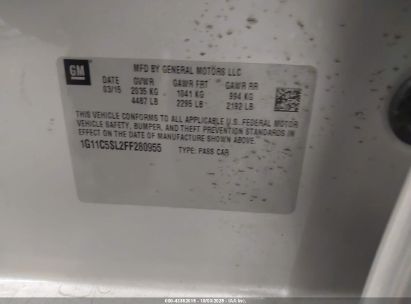 GM
MFD BY GENERAL MOTORS LLC
DATE GVWR GAWR FRT GAWR RR
03/15 2035 KG 1041 KG 994 KG
4487 LB 2295 LB 2192 LB
THIS VEHICLE CONFORMS TO ALL APPLICABLE U.S. FEDERAL MOTOR
VEHICLE SAFETY, BUMPER, AND THEFT PREVENTION STANDARDS IN
EFFECT ON THE DATE OF MANUFACTURE SHOWN ABOVE.
1G11C5SL2FF280955 TYPE: PASS CAR